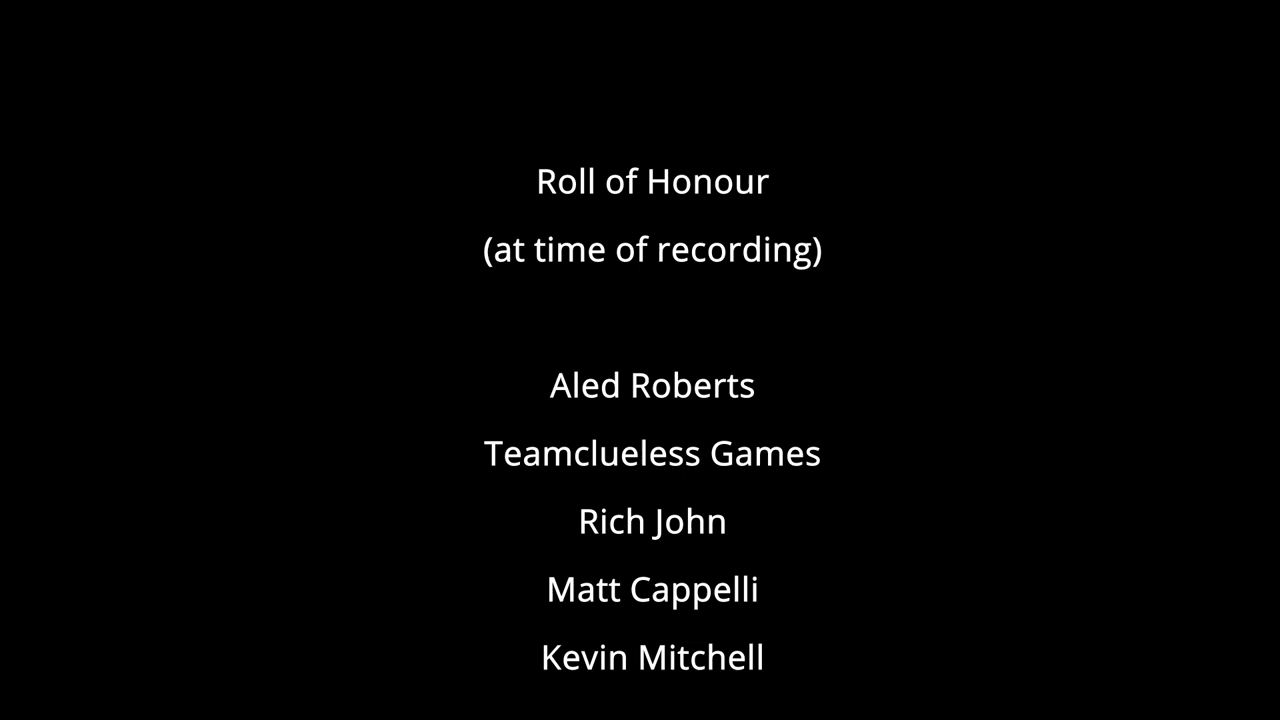 Roll of Honour
(at time of recording)
Aled Roberts
Teamclueless Games
Rich John
Matt Cappelli
Kevin Mitchell